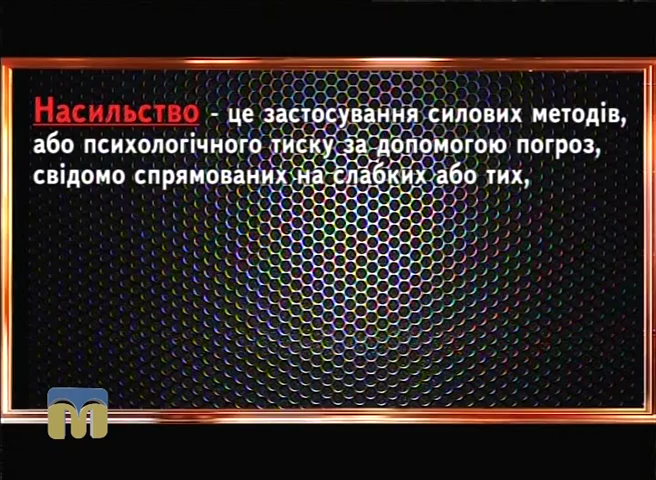 Насильство - це застосування силових методів,
або психологічного тиску за допомогою погроз,
свідомо спрямованих на слабких або тих,